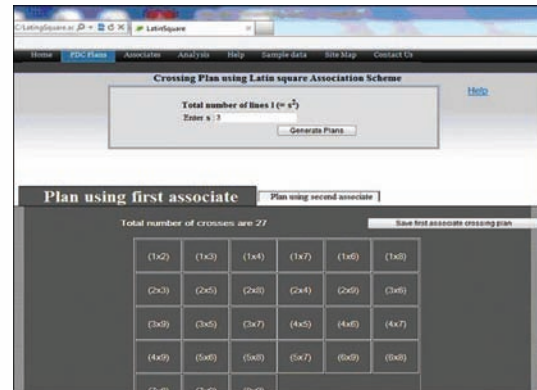 C:\LatinSquare.ar
LatinSquare
Home PDC Plans Associates Analysis Help Sample data Site Map Contact Us
Crossing Plan using Latin square Association Scheme
Help
Total number of lines l (= s²)
Enter s 3
Generate Plans
Plan using first associate Plan using second associate
Total number of crosses are 27 Save first associate crossing plan
(1x2) (1x3) (1x4) (1x7) (1x6) (1x8)
(2x3) (2x5) (2x8) (2x4) (2x9) (3x6)
(3x9) (3x5) (3x7) (4x5) (4x6) (4x7)
(4x9) (5x6) (5x8) (5x7) (6x9) (6x8)